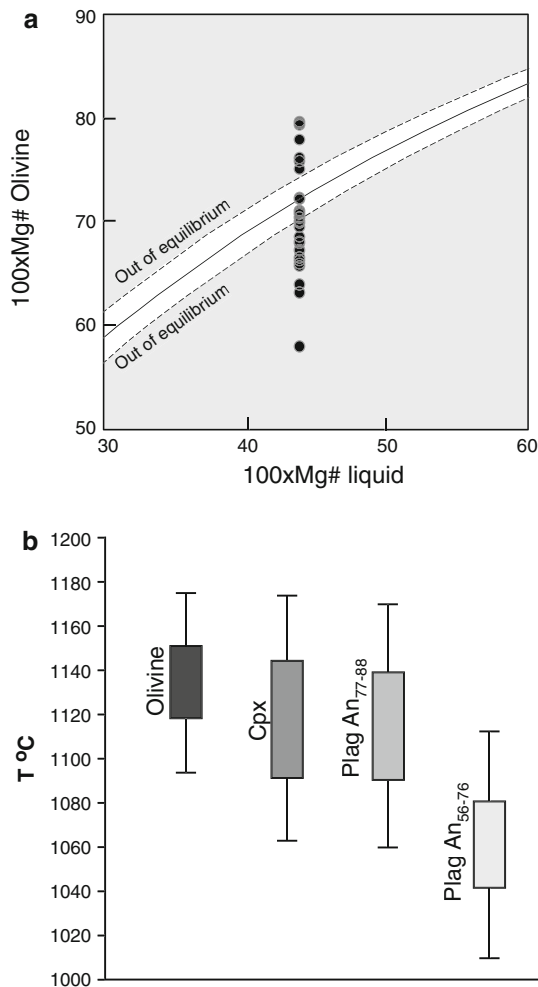 a
90
80
70
60
50
100xMg# Olivine
Out of equilibrium
Out of equilibrium
30
40
50
60
100xMg# liquid
b
1200
1180
1160
1140
1120
1100
1080
1060
1040
1020
1000
T ºC
Olivine
Cpx
Plag An77-88
Plag An56-76